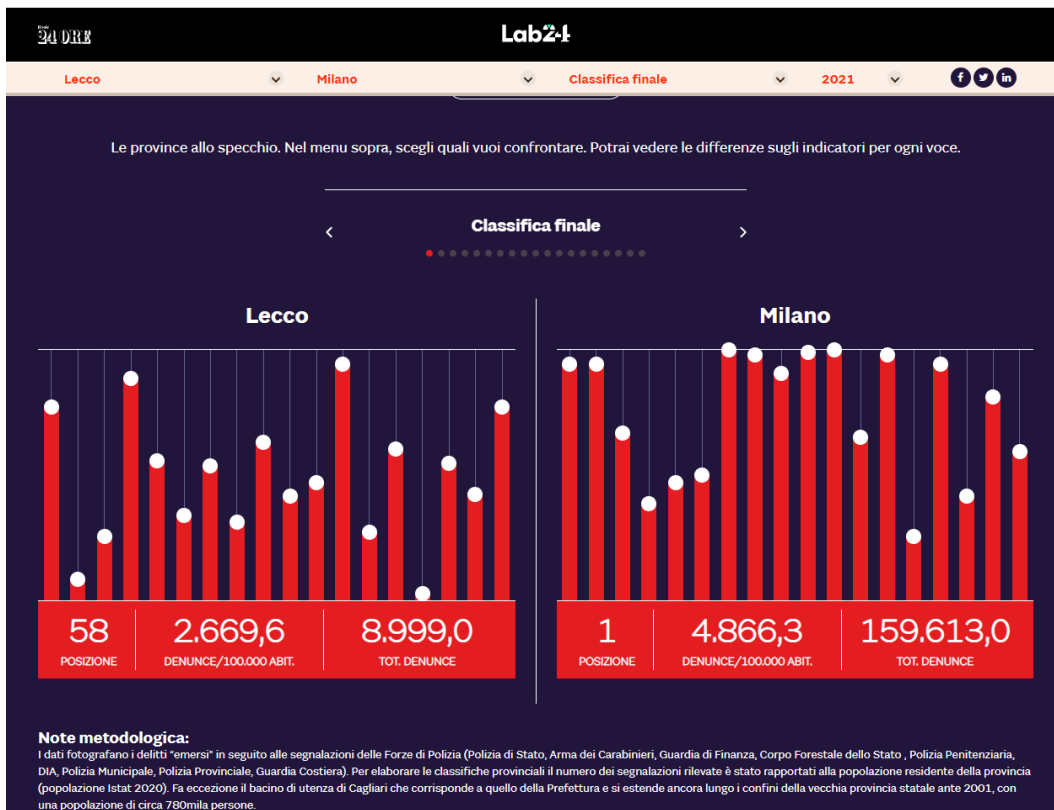 24 ORE
Lab24
Lecco
Milano
Classifica finale
2021
Le province allo specchio. Nel menu sopra, scegli quali vuoi confrontare. Potrai vedere le differenze sugli indicatori per ogni voce.
Classifica finale
Lecco
Milano
58
2.669,6
8.999,0
POSIZIONE
DENUNCE/100.000 ABIT.
TOT. DENUNCE
1
4.866,3
159.613,0
POSIZIONE
DENUNCE/100.000 ABIT.
TOT. DENUNCE
Note metodologica:
I dati fotografano i delitti "emersi" in seguito alle segnalazioni delle Forze di Polizia (Polizia di Stato, Arma dei Carabinieri, Guardia di Finanza, Corpo Forestale dello Stato , Polizia Penitenziaria,
DIA, Polizia Municipale, Polizia Provinciale, Guardia Costiera). Per elaborare le classifiche provinciali il numero dei segnalazioni rilevate è stato rapportati alla popolazione residente della provincia
(popolazione Istat 2020). Fa eccezione il bacino di utenza di Cagliari che corrisponde a quello della Prefettura e si estende ancora lungo i confini della vecchia provincia statale ante 2001, con
una popolazione di circa 780mila persone.